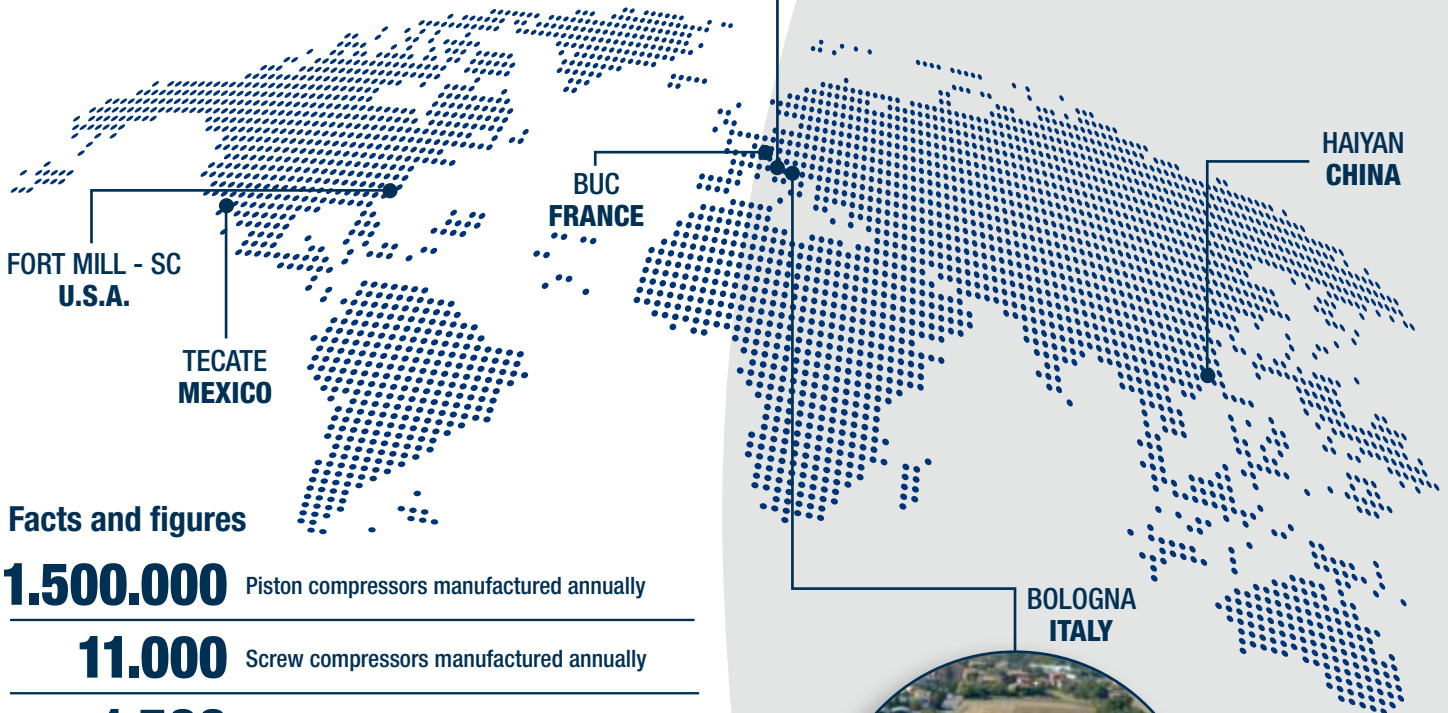 HAIYAN
CHINA
BUC
FRANCE
FORT MILL - SC
U.S.A.
TECATE
MEXICO
Facts and figures
1.500.000 Piston compressors manufactured annually
BOLOGNA
ITALY
11.000 Screw compressors manufactured annually